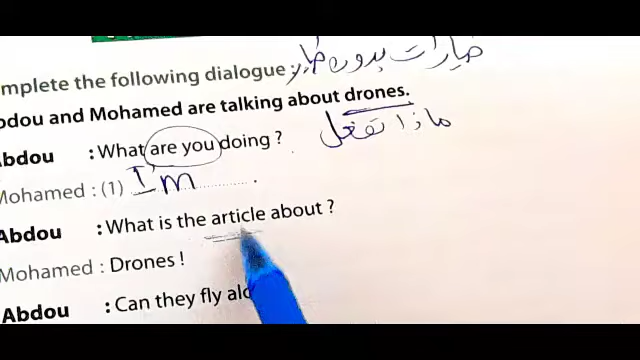 mplete the following dialogue : طيارات بدون طيار
odou and Mohamed are talking about drones.
bdou : What are you doing ? ماذا تفعل
Mohamed : (1) I'm .
Abdou : What is the article about ?
Mohamed : Drones !
Abdou : Can they fly alo